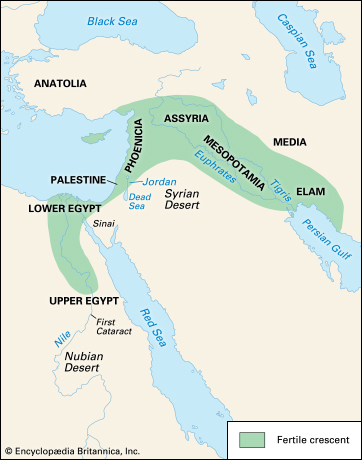 Black Sea
Caspian Sea
ANATOLIA
ASSYRIA
PHOENICIA
MESOPOTAMIA
MEDIA
Euphrates
PALESTINE
Jordan
Tigris
ELAM
Dead
Sea
Syrian
Desert
LOWER EGYPT
Sinai
Persian Gulf
UPPER EGYPT
First
Cataract
Red Sea
Nile
Nubian
Desert
Fertile crescent
© Encyclopædia Britannica, Inc.